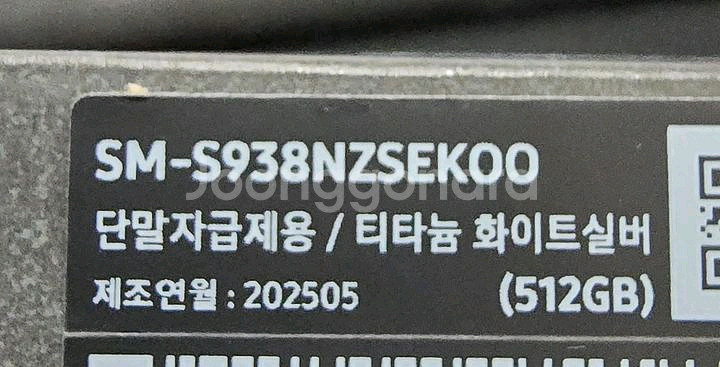 SM-S938NZSEKOO
Joonggonara
단말자급제용 / 티타늄 화이트실버
제조연월 : 202505
(512GB)